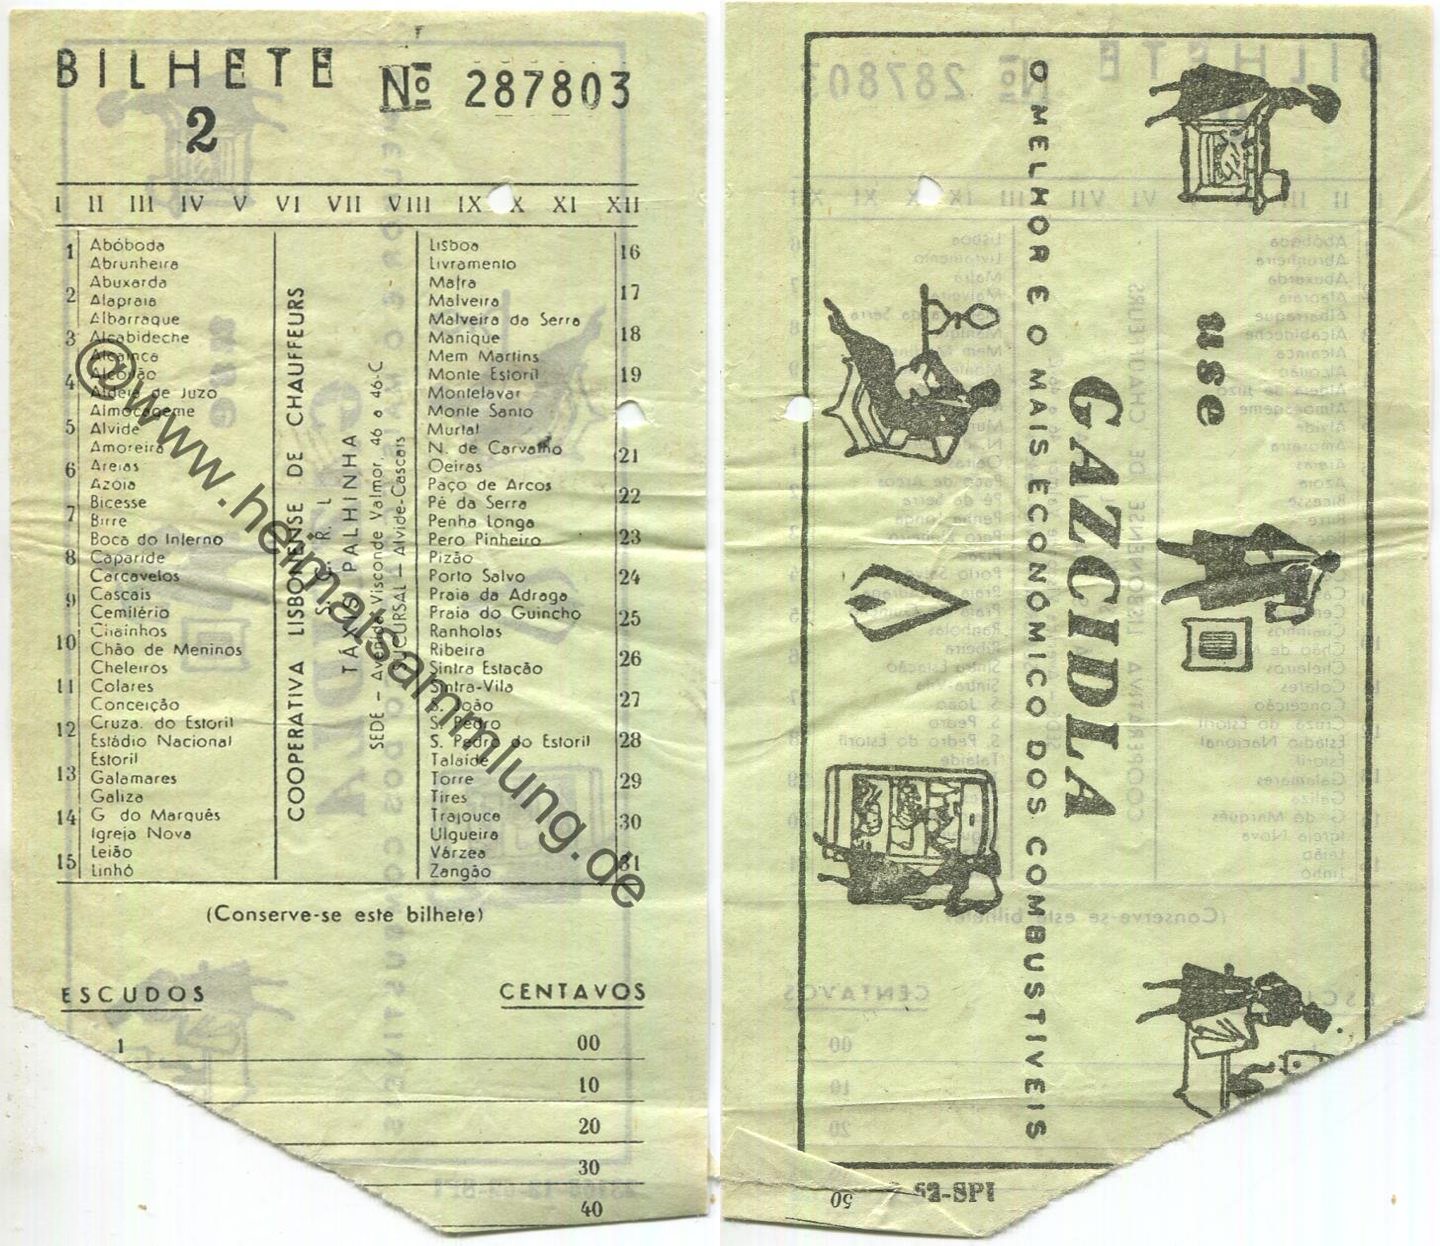 BILHETE
2
Nº 287803
I II III IV V VI VII VIII IX X XI XII
1
2
3
4
5
6
7
8
9
10
11
12
13
14
15
Abóboda
Abrunheira
Abuxarda
Alapraia
Albarraque
Alcabideche
Alcainça
Alcorvão
Aldeia de Juzo
Almoçageme
Alvide
Amoreira
Areias
Azoia
Bicesse
Birre
Boca do Inferno
Caparide
Carcavelos
Cascais
Cemitério
Chainhos
Chão de Meninos
Cheleiros
Colares
Conceição
Cruza. do Estoril
Estádio Nacional
Estoril
Galamares
Galiza
G do Marquês
Igreja Nova
Leião
Linhó
COOPERATIVA LISBONENSE DE CHAUFFEURS
S. C. R. L
TÁXIS PALHINHA
SEDE - Avenida Visconde Valmor, 46 a 46-C
SUCURSAL - Alvide-Cascais
Lisboa
Livramento
Mafra
Malveira
Malveira da Serra
Manique
Mem Martins
Monte Estoril
Montelavar
Monte Santo
Murtal
N. de Carvalho
Oeiras
Paço de Arcos
Pé da Serra
Penha Longa
Pero Pinheiro
Pizão
Porto Salvo
Praia da Adraga
Praia do Guincho
Ranholas
Ribeira
Sintra Estação
Sintra-Vila
S. João
S. Pedro
S. Pedro do Estoril
Talaide
Torre
Tires
Trajouce
Ulgueira
Várzea
Zangão
16
17
18
19
21
22
23
24
25
26
27
28
29
30
31
(Conserve-se este bilhete)
ESCUDOS CENTAVOS
1 00
10
20
30
40
@www.heimatsammlung.de
use
GAZCIDLA
O MELHOR E O MAIS ECONÓMICO DOS COMBUSTIVEIS
50
52-SPI